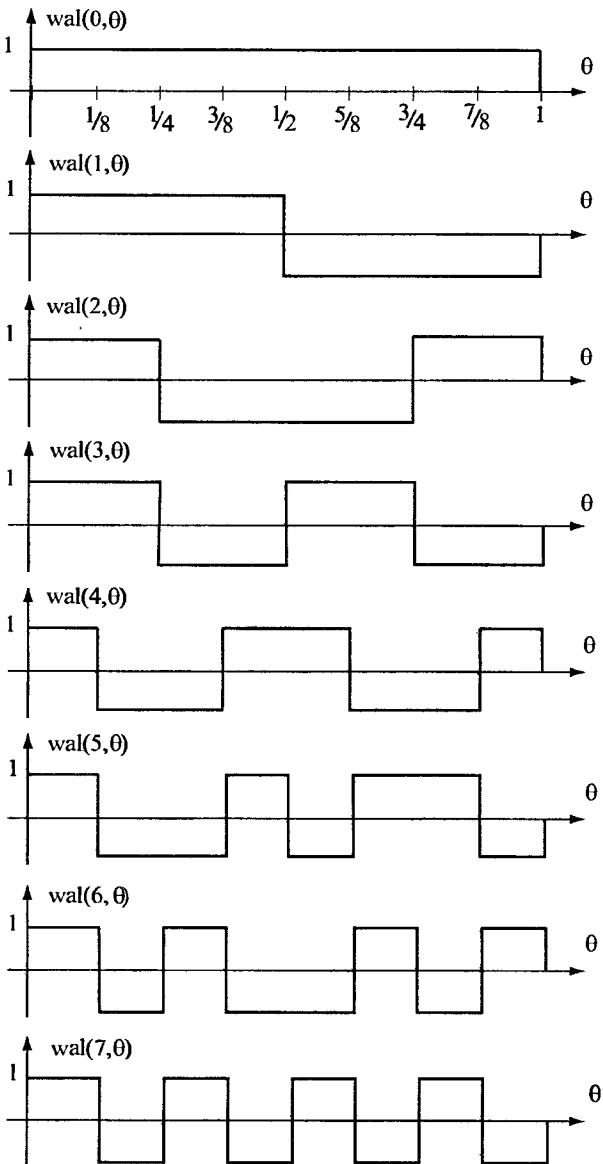 wal(0,θ)
1
θ
1/8 1/4 3/8 1/2 5/8 3/4 7/8 1
wal(1,θ)
1
θ
wal(2,θ)
1
θ
wal(3,θ)
1
θ
wal(4,θ)
1
θ
wal(5,θ)
1
θ
wal(6,θ)
1
θ
wal(7,θ)
1
θ